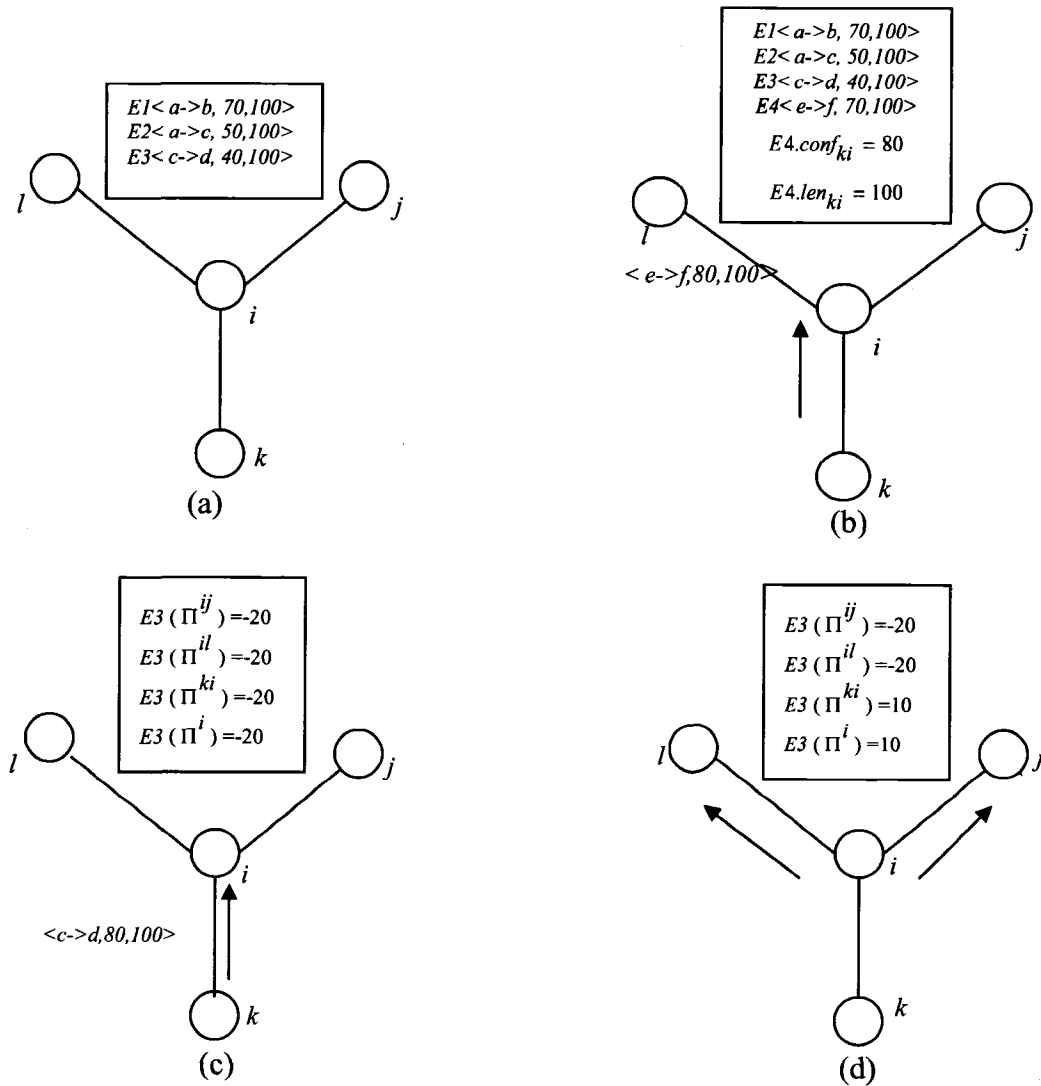 E1< a->b, 70,100>
E2< a->c, 50,100>
E3< c->d, 40,100>
l
j
i
k
(a)
E1< a->b, 70,100>
E2< a->c, 50,100>
E3< c->d, 40,100>
E4< e->f, 70,100>
E4.conf_ki = 80
E4.len_ki = 100
l
j
< e->f,80,100>
i
k
(b)
E3 ( Π^ij ) =-20
E3 ( Π^il ) =-20
E3 ( Π^ki ) =-20
E3 ( Π^i ) =-20
l
j
i
<c->d,80,100>
k
(c)
E3 ( Π^ij ) =-20
E3 ( Π^il ) =-20
E3 ( Π^ki ) =10
E3 ( Π^i ) =10
l
j
i
k
(d)